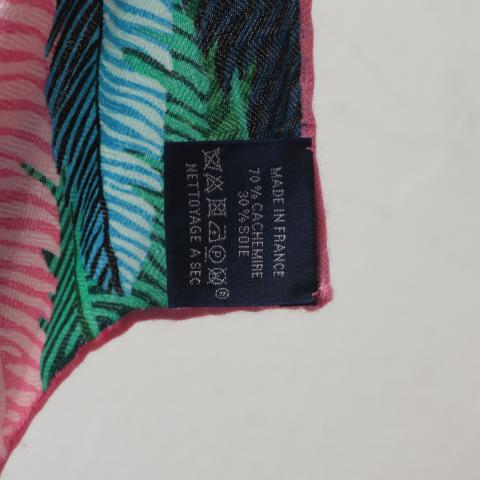 MADE IN FRANCE
70% CACHEMIRE
30% SOIE
NETTOYAGE A SEC